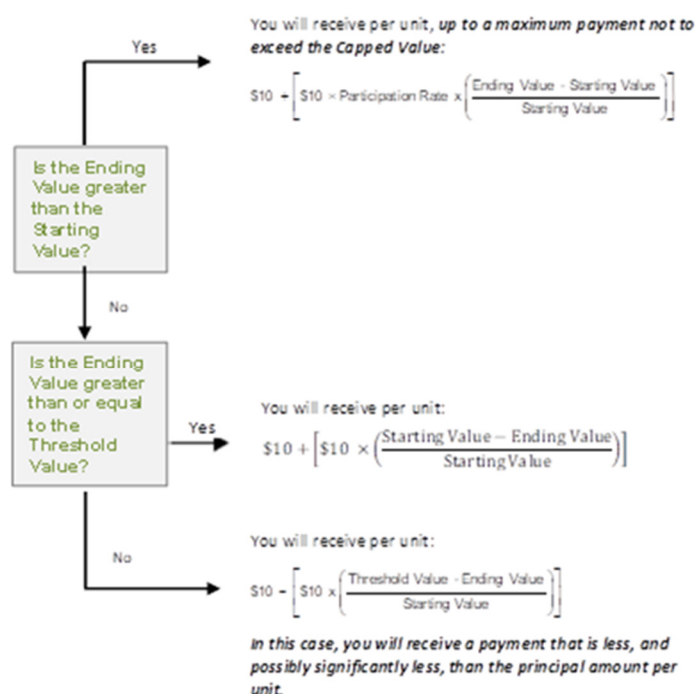 You will receive per unit, up to a maximum payment not to
exceed the Capped Value:
Yes
$10 + [$10 × Participation Rate x (Ending Value - Starting Value / Starting Value)]
Is the Ending
Value greater
than the
Starting
Value?
No
Is the Ending
Value greater
than or equal
to the
Threshold
Value?
Yes
You will receive per unit:
$10 + [$10 × (Starting Value – Ending Value / Starting Value)]
No
You will receive per unit:
$10 - [$10 x (Threshold Value - Ending Value / Starting Value)]
In this case, you will receive a payment that is less, and
possibly significantly less, than the principal amount per
unit.